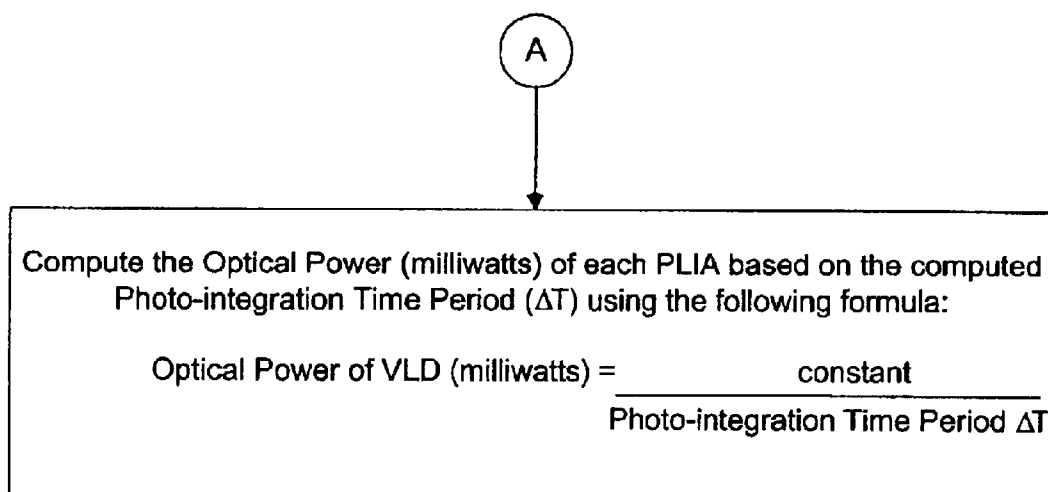 A
Compute the Optical Power (milliwatts) of each PLIA based on the computed
Photo-integration Time Period (ΔT) using the following formula:
Optical Power of VLD (milliwatts) = constant
Photo-integration Time Period ΔT